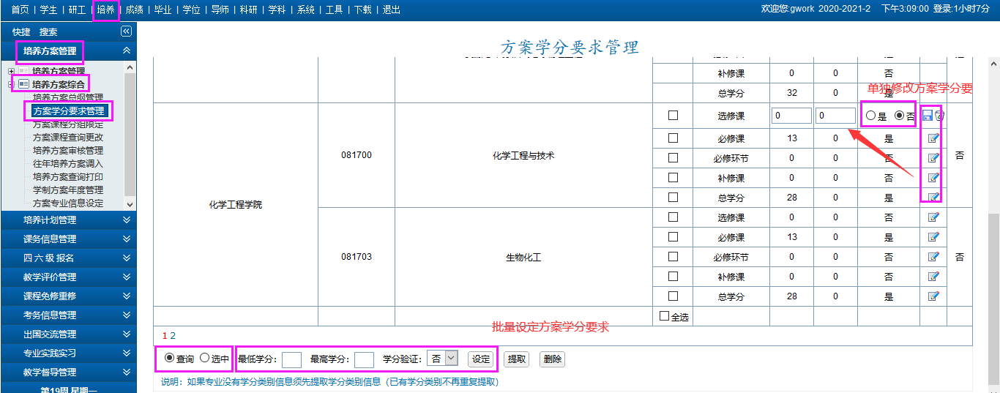 首页 | 学生 | 研工 | 培养 | 成绩 | 毕业 | 学位 | 导师 | 科研 | 学科 | 系统 | 工具 | 下载 | 退出
欢迎您:gwork 2020-2021-2 下午3:09:00 登录:1小时7分
快捷 搜索
培养方案管理
培养方案管理
培养方案综合
培养方案总纲管理
方案学分要求管理
方案课程分组限定
方案课程查询更改
培养方案审核管理
往年培养方案调入
培养方案查询打印
学制方案年度管理
方案专业信息设定
培养计划管理
课务信息管理
四 六 级 报名
教学评价管理
课程免修重修
考务信息管理
出国交流管理
专业实践实习
教学督导管理
第19周 星期一
方案学分要求管理
补修课 0 0 否
总学分 32 0 是
单独修改方案学分要
选修课 0 0 是 否
必修课 13 0 是
081700 化学工程与技术 必修环节 0 0 否 否
补修课 0 0 否
总学分 28 0 是
化学工程学院
选修课 0 0 否
必修课 13 0 是
081703 生物化工 必修环节 0 0 否 否
补修课 0 0 否
总学分 28 0 是
全选
批量设定方案学分要求
1 2
查询 选中 最低学分： 最高学分： 学分验证： 否 设定 提取 删除
说明：如果专业没有学分类别信息须先提取学分类别信息（已有学分类别不再重复提取）